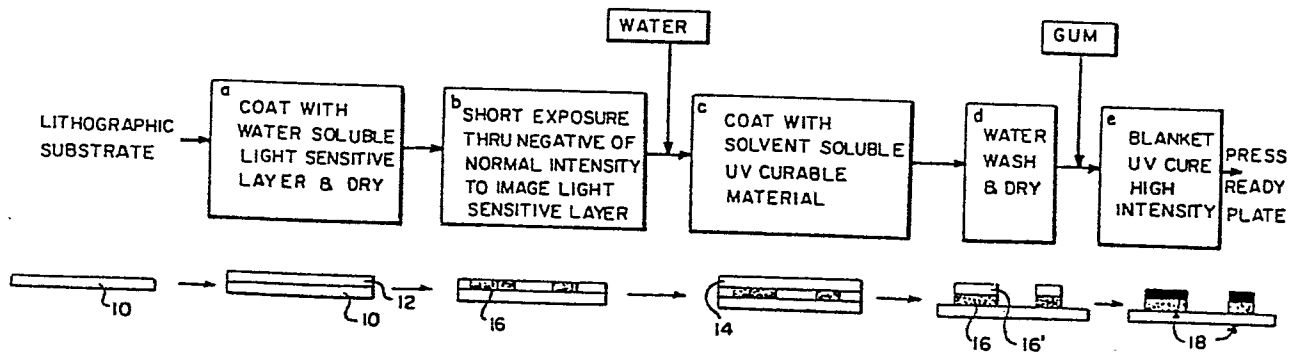 WATER
GUM
LITHOGRAPHIC
SUBSTRATE
a
COAT WITH
WATER SOLUBLE
LIGHT SENSITIVE
LAYER & DRY
b
SHORT EXPOSURE
THRU NEGATIVE OF
NORMAL INTENSITY
TO IMAGE LIGHT
SENSITIVE LAYER
c
COAT WITH
SOLVENT SOLUBLE
UV CURABLE
MATERIAL
d
WATER
WASH
& DRY
e
BLANKET
UV CURE
HIGH
INTENSITY
PRESS
READY
PLATE
10
10
12
16
14
16
16'
18